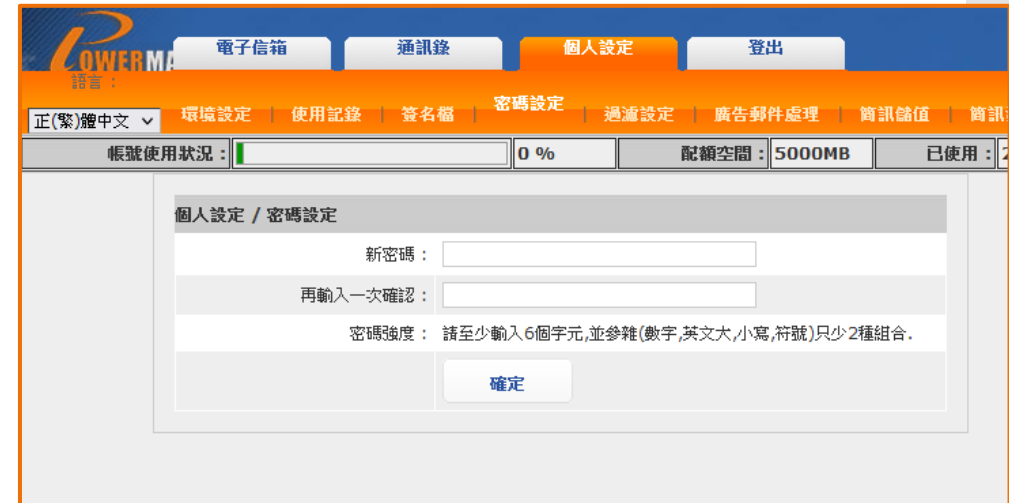 POWERMA
電子信箱 通訊錄 個人設定 登出
語言：
正(繁)體中文 環境設定 | 使用記錄 | 簽名檔 | 密碼設定 | 過濾設定 | 廣告郵件處理 | 簡訊儲值 | 簡訊
帳號使用狀況： 0 % 配額空間： 5000MB 已使用： 2
個人設定 / 密碼設定
新密碼：
再輸入一次確認：
密碼強度： 請至少輸入6個字元,並參雜(數字,英文大,小寫,符號)只少2種組合.
確定